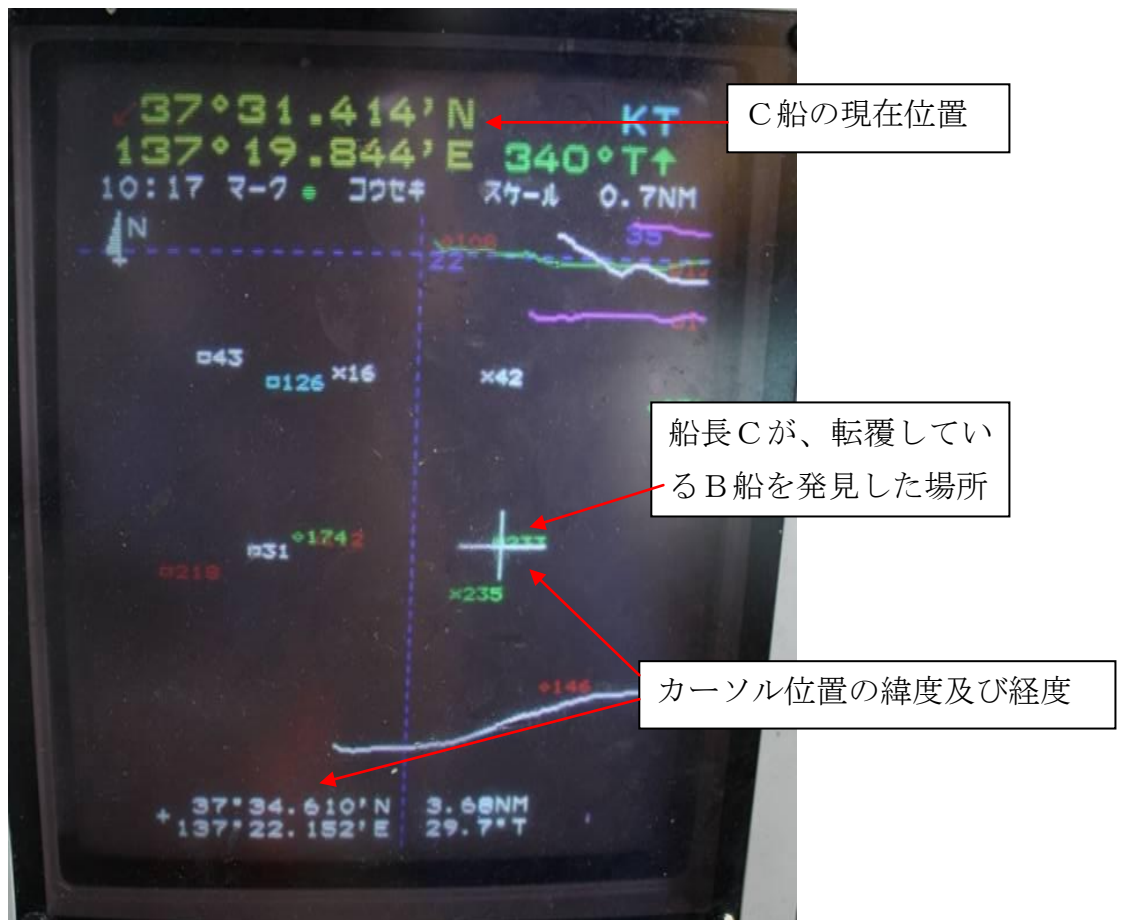 37°31.414'N KT
137°19.844'E 340°T↑
10:17 マーク コウセキ スケール 0.7NM
N
108
35
22
61
43
126
×16
×42
174
31
233
218
×235
146
+ 37°34.610'N 3.68NM
137°22.152'E 29.7°T
C船の現在位置
船長Cが、転覆してい
るB船を発見した場所
カーソル位置の緯度及び経度